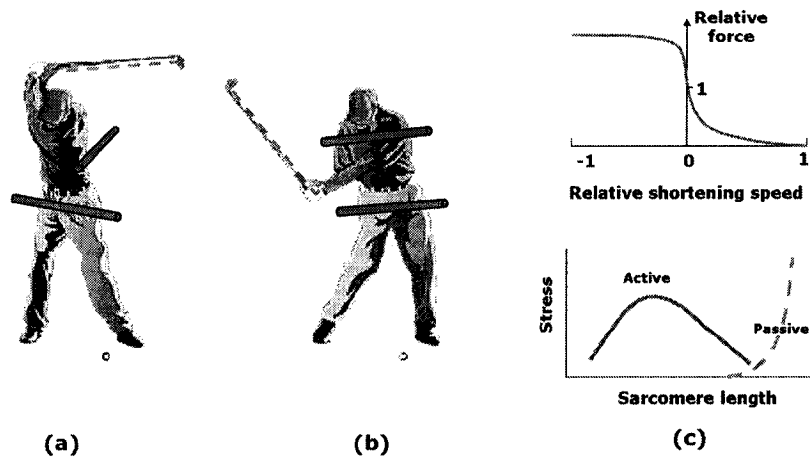 Relative
force
1
-1
0
1
Relative shortening speed
Stress
Active
Passive
Sarcomere length
(a)
(b)
(c)